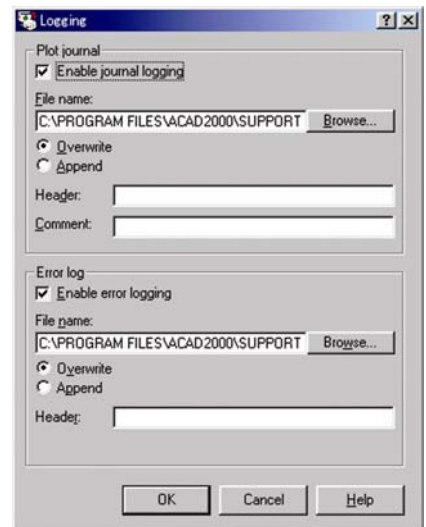 Logging
Plot journal
Enable journal logging
File name:
C:\PROGRAM FILES\ACAD2000\SUPPORT
Browse...
Overwrite
Append
Header:
Comment:
Error log
Enable error logging
File name:
C:\PROGRAM FILES\ACAD2000\SUPPORT
Browse...
Overwrite
Append
Header:
OK Cancel Help